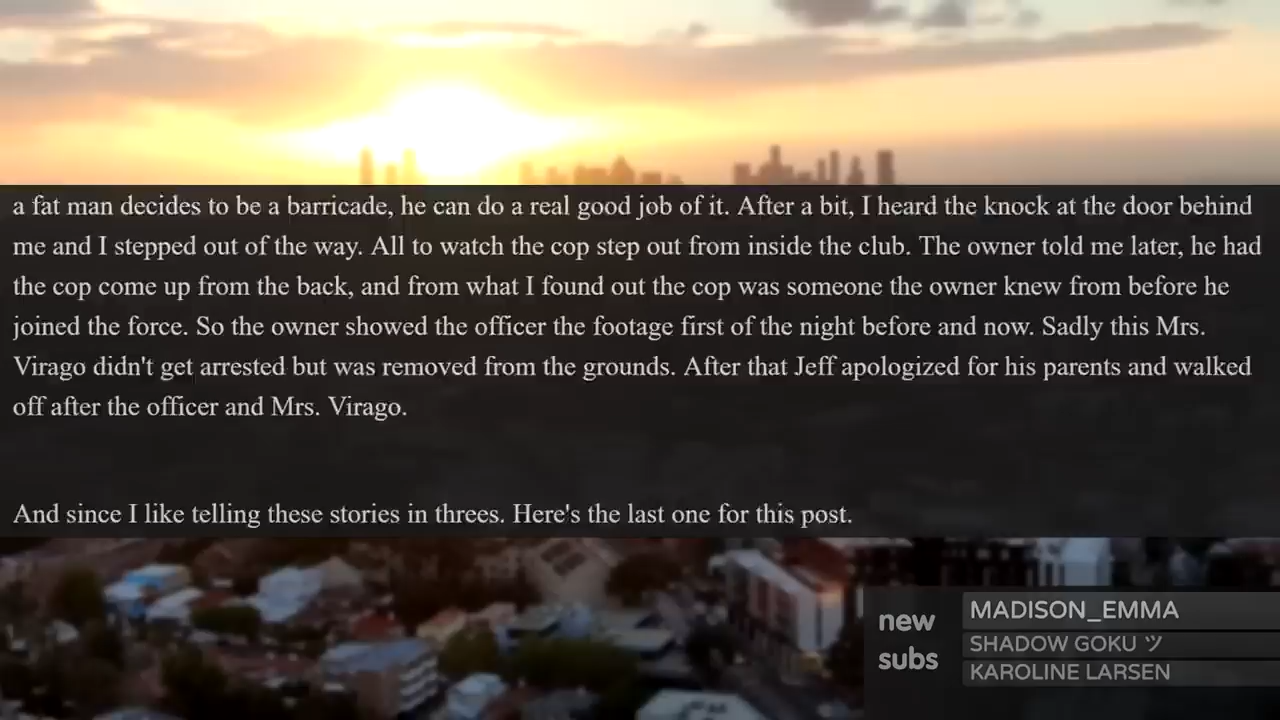 a fat man decides to be a barricade, he can do a real good job of it. After a bit, I heard the knock at the door behind
me and I stepped out of the way. All to watch the cop step out from inside the club. The owner told me later, he had
the cop come up from the back, and from what I found out the cop was someone the owner knew from before he
joined the force. So the owner showed the officer the footage first of the night before and now. Sadly this Mrs.
Virago didn't get arrested but was removed from the grounds. After that Jeff apologized for his parents and walked
off after the officer and Mrs. Virago.
And since I like telling these stories in threes. Here's the last one for this post.
new
subs
MADISON_EMMA
SHADOW GOKU ツ
KAROLINE LARSEN